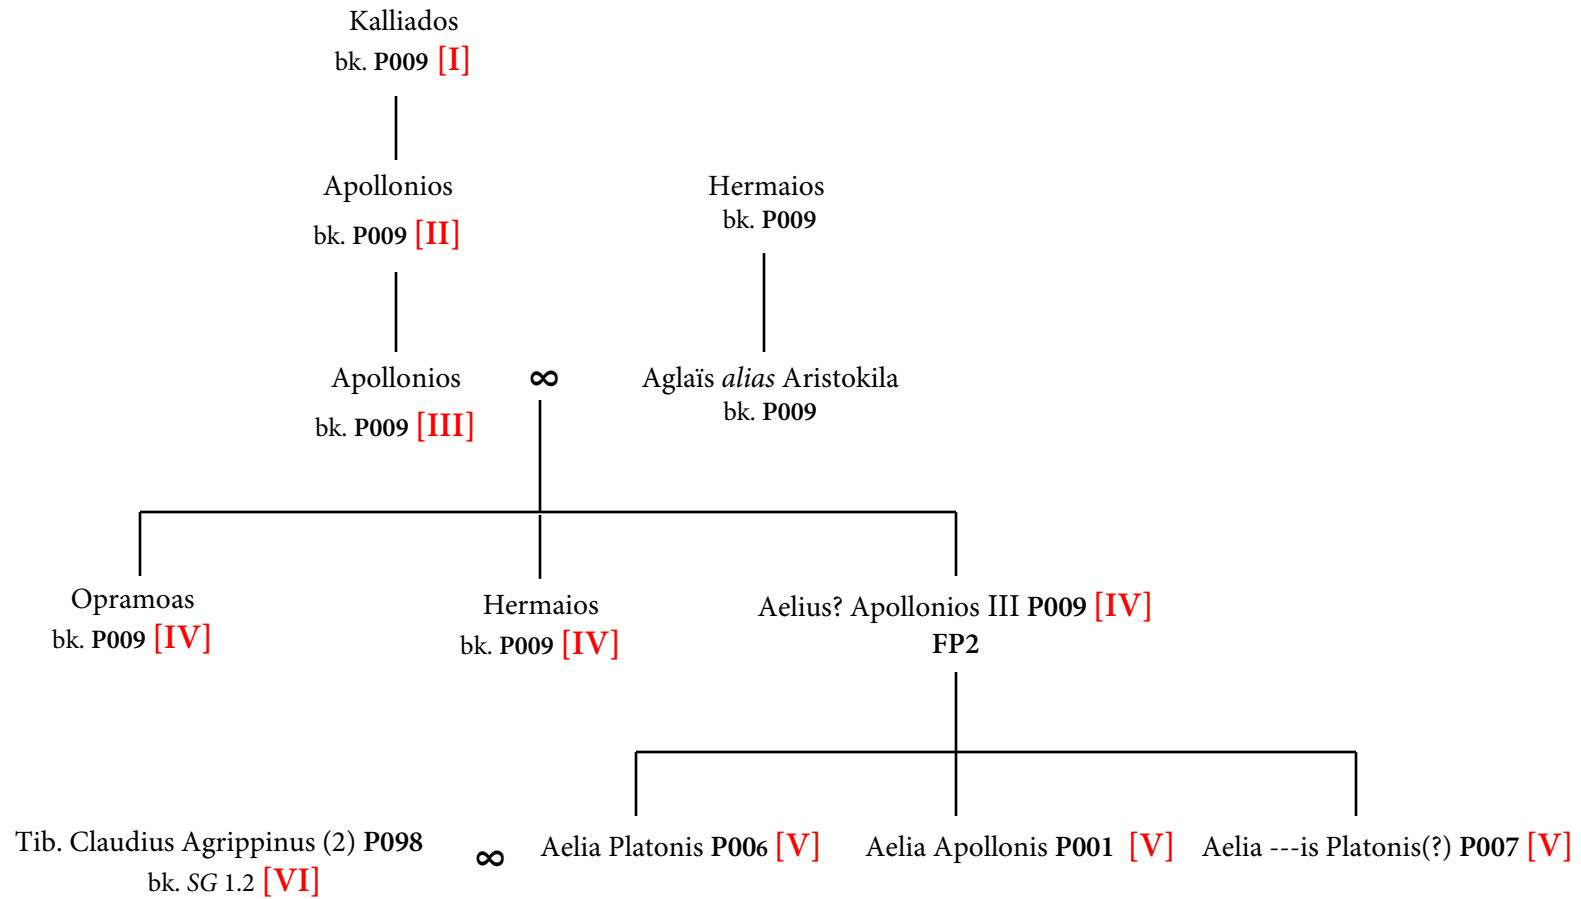 Kalliados
bk. P009 [I]
Apollonios
bk. P009 [II]
Hermaios
bk. P009
Apollonios
bk. P009 [III]
∞
Aglaïs alias Aristokila
bk. P009
Opramoas
bk. P009 [IV]
Hermaios
bk. P009 [IV]
Aelius? Apollonios III P009 [IV]
FP2
Tib. Claudius Agrippinus (2) P098
bk. SG 1.2 [VI]
∞
Aelia Platonis P006 [V]
Aelia Apollonis P001 [V]
Aelia ---is Platonis(?) P007 [V]